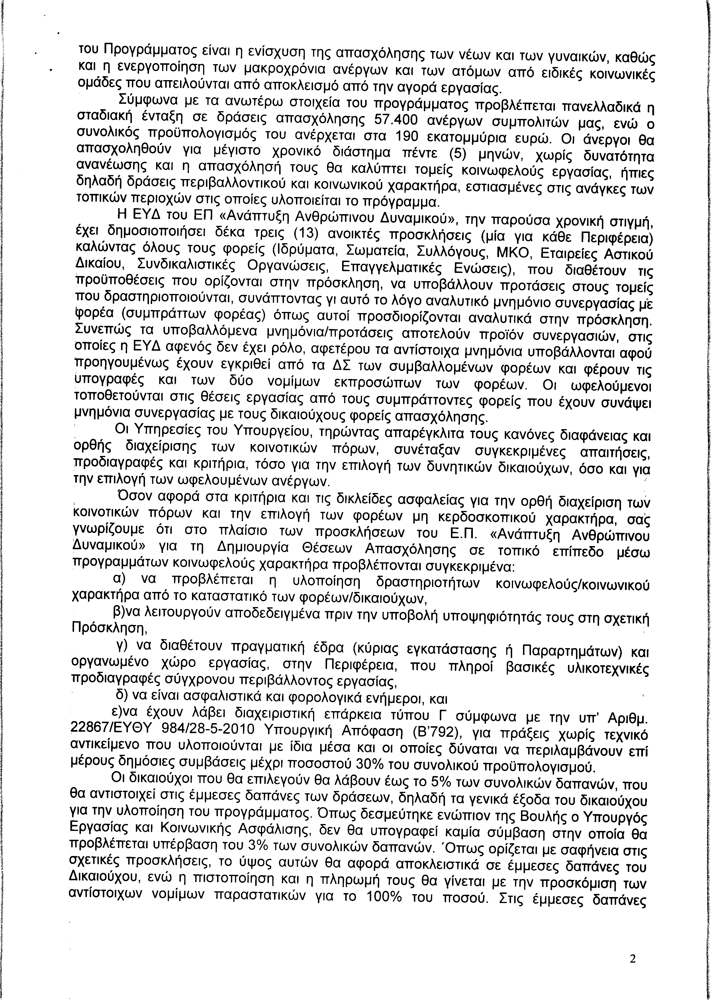 του Προγράμματος είναι η ενίσχυση της απασχόλησης των νέων και των γυναικών, καθώς
και η ενεργοποίηση των μακροχρόνια ανέργων και των ατόμων από ειδικές κοινωνικές
ομάδες που απειλούνται από αποκλεισμό από την αγορά εργασίας.
Σύμφωνα με τα ανωτέρω στοιχεία του προγράμματος προβλέπεται πανελλαδικά η
σταδιακή ένταξη σε δράσεις απασχόλησης 57.400 ανέργων συμπολιτών μας, ενώ ο
συνολικός προϋπολογισμός του ανέρχεται στα 190 εκατομμύρια ευρώ. Οι άνεργοι θα
απασχοληθούν για μέγιστο χρονικό διάστημα πέντε (5) μηνών, χωρίς δυνατότητα
ανανέωσης και η απασχόλησή τους θα καλύπτει τομείς κοινωφελούς εργασίας, ήπιες
δηλαδή δράσεις περιβαλλοντικού και κοινωνικού χαρακτήρα, εστιασμένες στις ανάγκες των
τοπικών περιοχών στις οποίες υλοποιείται το πρόγραμμα.
Η ΕΥΔ του ΕΠ «Ανάπτυξη Ανθρώπινου Δυναμικού», την παρούσα χρονική στιγμή,
έχει δημοσιοποιήσει δέκα τρεις (13) ανοικτές προσκλήσεις (μία για κάθε Περιφέρεια)
καλώντας όλους τους φορείς (Ιδρύματα, Σωματεία, Συλλόγους, ΜΚΟ, Εταιρείες Αστικού
Δικαίου, Συνδικαλιστικές Οργανώσεις, Επαγγελματικές Ενώσεις), που διαθέτουν τις
προϋποθέσεις που ορίζονται στην πρόσκληση, να υποβάλλουν προτάσεις στους τομείς
που δραστηριοποιούνται, συνάπτοντας γι αυτό το λόγο αναλυτικό μνημόνιο συνεργασίας με
φορέα (συμπράττων φορέας) όπως αυτοί προσδιορίζονται αναλυτικά στην πρόσκληση.
Συνεπώς τα υποβαλλόμενα μνημόνια/προτάσεις αποτελούν προϊόν συνεργασιών, στις
οποίες η ΕΥΔ αφενός δεν έχει ρόλο, αφετέρου τα αντίστοιχα μνημόνια υποβάλλονται αφού
προηγουμένως έχουν εγκριθεί από τα ΔΣ των συμβαλλομένων φορέων και φέρουν τις
υπογραφές και των δύο νομίμων εκπροσώπων των φορέων. Οι ωφελούμενοι
τοποθετούνται στις θέσεις εργασίας από τους συμπράττοντες φορείς που έχουν συνάψει
μνημόνια συνεργασίας με τους δικαιούχους φορείς απασχόλησης.
Οι Υπηρεσίες του Υπουργείου, τηρώντας απαρέγκλιτα τους κανόνες διαφάνειας και
ορθής διαχείρισης των κοινοτικών πόρων, συνέταξαν συγκεκριμένες απαιτήσεις,
προδιαγραφές και κριτήρια, τόσο για την επιλογή των δυνητικών δικαιούχων, όσο και για
την επιλογή των ωφελουμένων ανέργων.
Όσον αφορά στα κριτήρια και τις δικλείδες ασφαλείας για την ορθή διαχείριση των
κοινοτικών πόρων και την επιλογή των φορέων μη κερδοσκοπικού χαρακτήρα, σας
γνωρίζουμε ότι στο πλαίσιο των προσκλήσεων του Ε.Π. «Ανάπτυξη Ανθρώπινου
Δυναμικού» για τη Δημιουργία Θέσεων Απασχόλησης σε τοπικό επίπεδο μέσω
προγραμμάτων κοινωφελούς χαρακτήρα προβλέπονται συγκεκριμένα:
α) να προβλέπεται η υλοποίηση δραστηριοτήτων κοινωφελούς/κοινωνικού
χαρακτήρα από το καταστατικό των φορέων/δικαιούχων,
β)να λειτουργούν αποδεδειγμένα πριν την υποβολή υποψηφιότητάς τους στη σχετική
Πρόσκληση,
γ) να διαθέτουν πραγματική έδρα (κύριας εγκατάστασης ή Παραρτημάτων) και
οργανωμένο χώρο εργασίας, στην Περιφέρεια, που πληροί βασικές υλικοτεχνικές
προδιαγραφές σύγχρονου περιβάλλοντος εργασίας,
δ) να είναι ασφαλιστικά και φορολογικά ενήμεροι, και
ε)να έχουν λάβει διαχειριστική επάρκεια τύπου Γ σύμφωνα με την υπ’ Αριθμ.
22867/ΕΥΘΥ 984/28-5-2010 Υπουργική Απόφαση (Β’792), για πράξεις χωρίς τεχνικό
αντικείμενο που υλοποιούνται με ίδια μέσα και οι οποίες δύναται να περιλαμβάνουν επί
μέρους δημόσιες συμβάσεις μέχρι ποσοστού 30% του συνολικού προϋπολογισμού.
Οι δικαιούχοι που θα επιλεγούν θα λάβουν έως το 5% των συνολικών δαπανών, που
θα αντιστοιχεί στις έμμεσες δαπάνες των δράσεων, δηλαδή τα γενικά έξοδα του δικαιούχου
για την υλοποίηση του προγράμματος. Όπως δεσμεύτηκε ενώπιον της Βουλής ο Υπουργός
Εργασίας και Κοινωνικής Ασφάλισης, δεν θα υπογραφεί καμία σύμβαση στην οποία θα
προβλέπεται υπέρβαση του 3% των συνολικών δαπανών. Όπως ορίζεται με σαφήνεια στις
σχετικές προσκλήσεις, το ύψος αυτών θα αφορά αποκλειστικά σε έμμεσες δαπάνες του
Δικαιούχου, ενώ η πιστοποίηση και η πληρωμή τους θα γίνεται με την προσκόμιση των
αντίστοιχων νομίμων παραστατικών για το 100% του ποσού. Στις έμμεσες δαπάνες
2